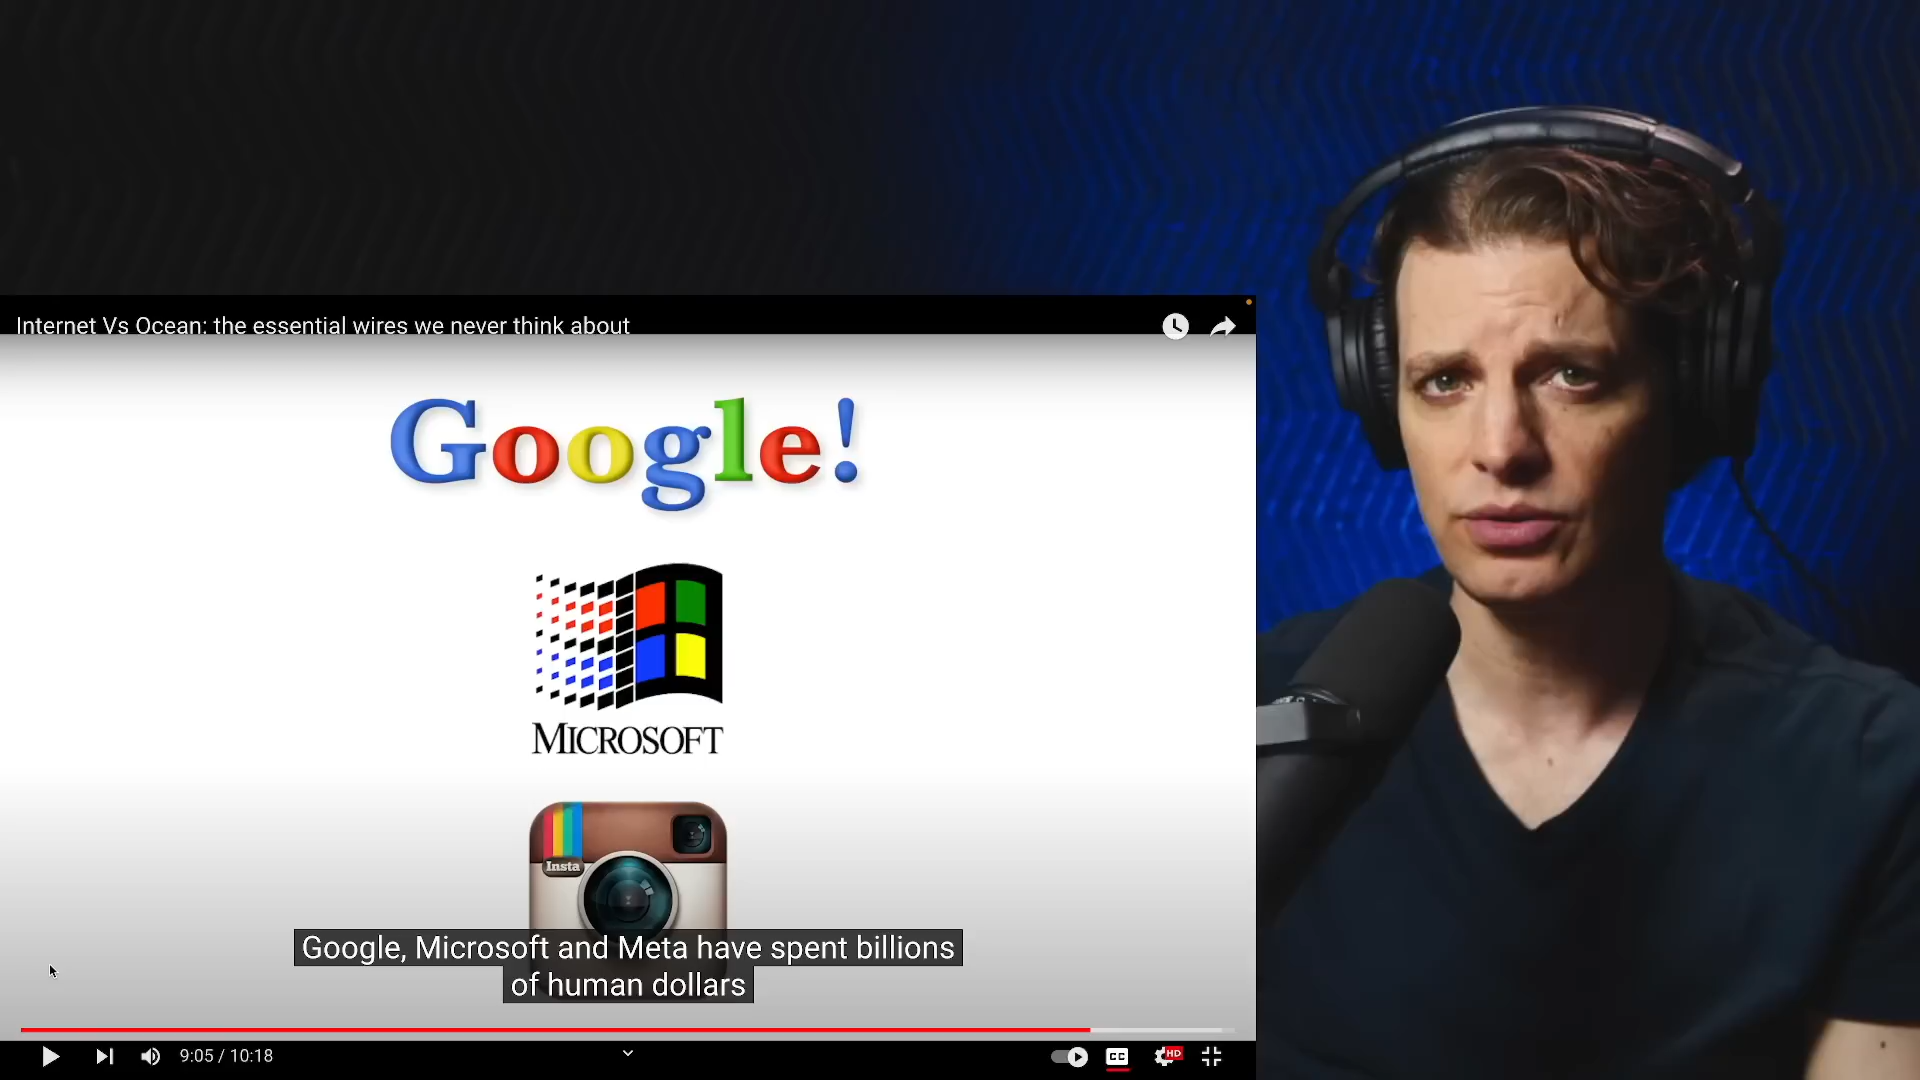 Internet Vs Ocean: the essential wires we never think about
Google!
MICROSOFT
Insta
Google, Microsoft and Meta have spent billions
of human dollars
9:05 / 10:18
CC
HD